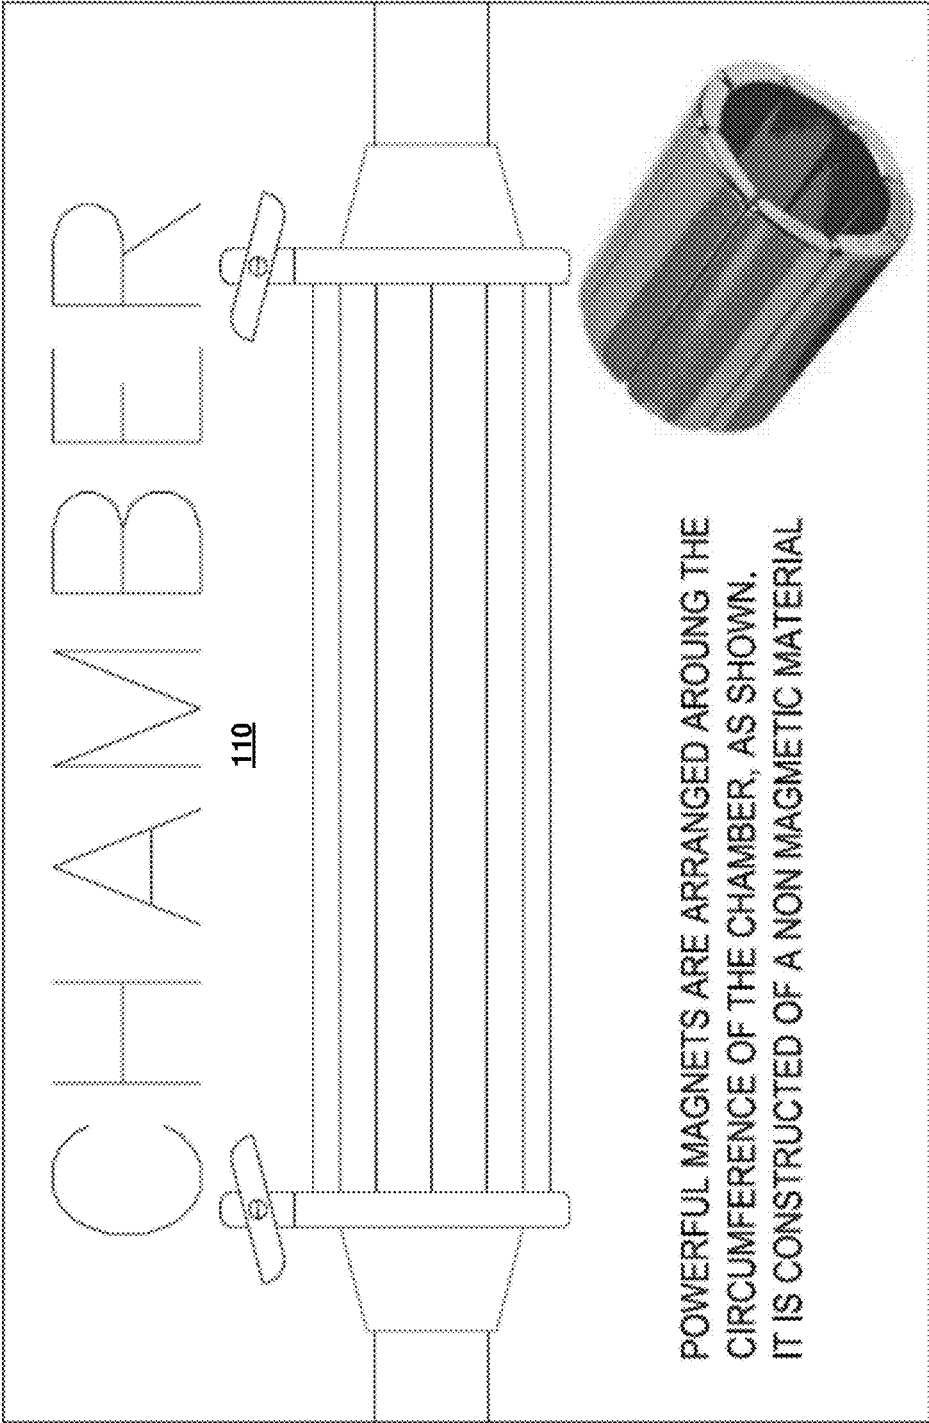 CHAMBER
110
POWERFUL MAGNETS ARE ARRANGED AROUNG THE
CIRCUMFERENCE OF THE CHAMBER, AS SHOWN.
IT IS CONSTRUCTED OF A NON MAGMETIC MATERIAL